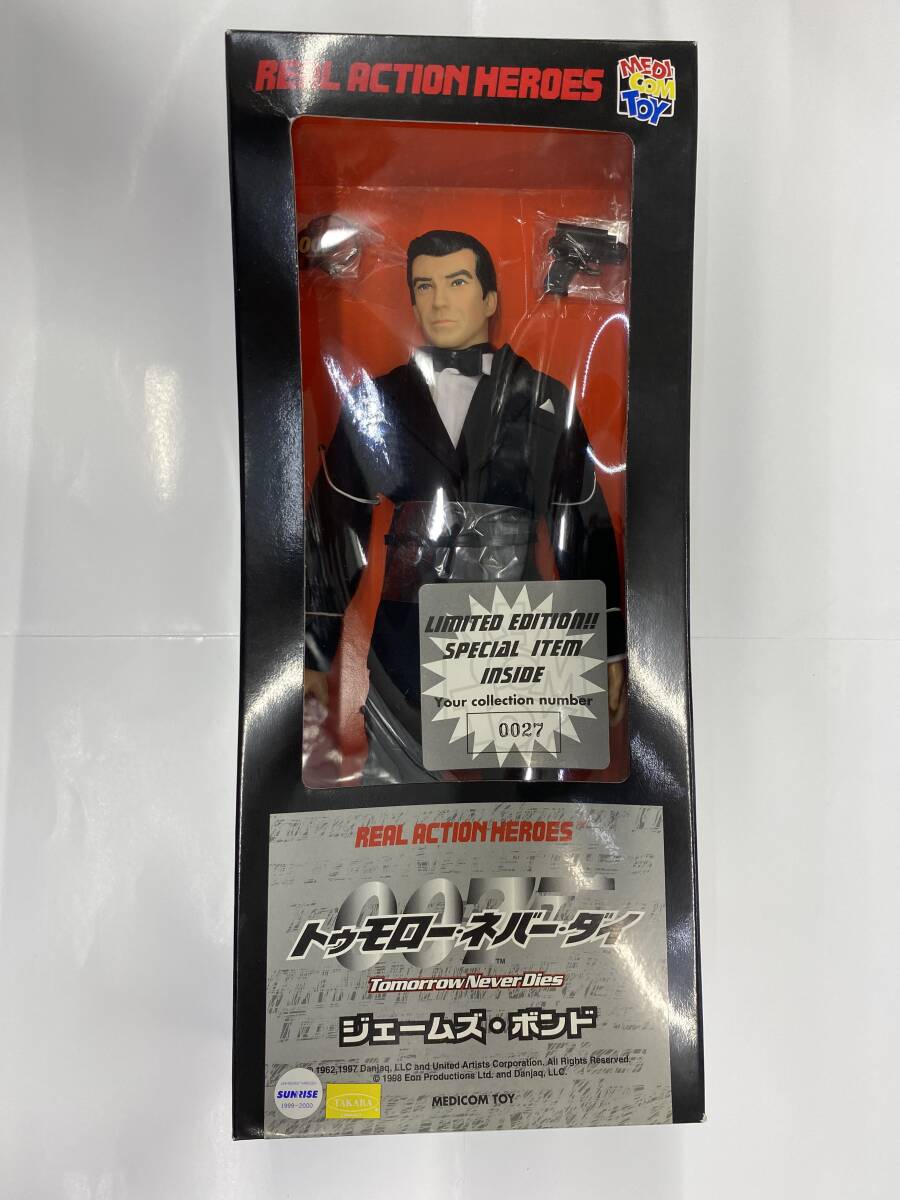 REAL ACTION HEROES
MEDI
COM
TOY
00
LIMITED EDITION!!
SPECIAL ITEM
INSIDE
Your collection number
0027
REAL ACTION HEROES
007
トゥモロー・ネバー・ダイ
TM
Tomorrow Never Dies
ジェームズ・ボンド
1962,1997 Danjaq, LLC and United Artists Corporation. All Rights Reserved.
© 1998 Eon Productions Ltd. and Danjaq, LLC.
SUNRISE
1999-2000
TAKARA
MEDICOM TOY